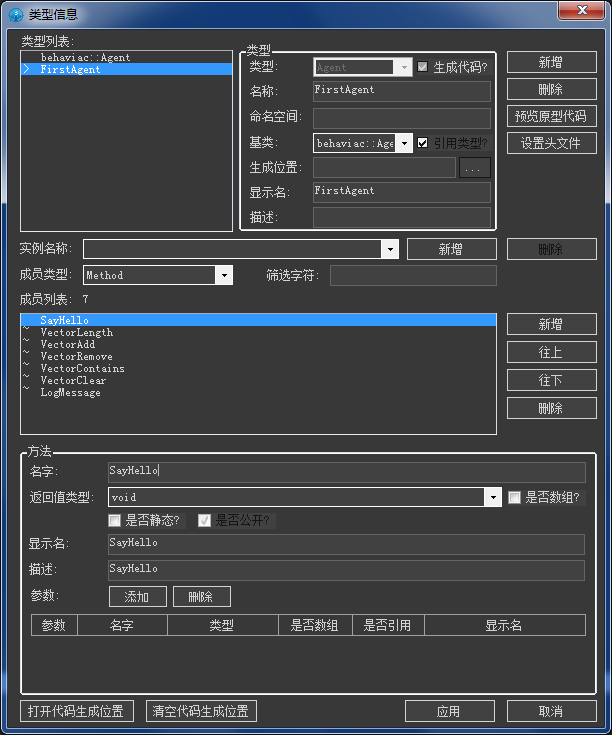 类型信息
类型列表:
behaviac::Agent
> FirstAgent
类型
类型: Agent 生成代码?
名称: FirstAgent
命名空间:
基类: behaviac::Age 引用类型?
生成位置: ...
显示名: FirstAgent
描述:
新增
删除
预览原型代码
设置头文件
实例名称: 新增 删除
成员类型: Method 筛选字符:
成员列表: 7
SayHello
~ VectorLength
~ VectorAdd
~ VectorRemove
~ VectorContains
~ VectorClear
~ LogMessage
新增
往上
往下
删除
方法
名字: SayHello
返回值类型: void 是否数组?
是否静态? 是否公开?
显示名: SayHello
描述: SayHello
参数: 添加 删除
参数 名字 类型 是否数组 是否引用 显示名
打开代码生成位置 清空代码生成位置 应用 取消